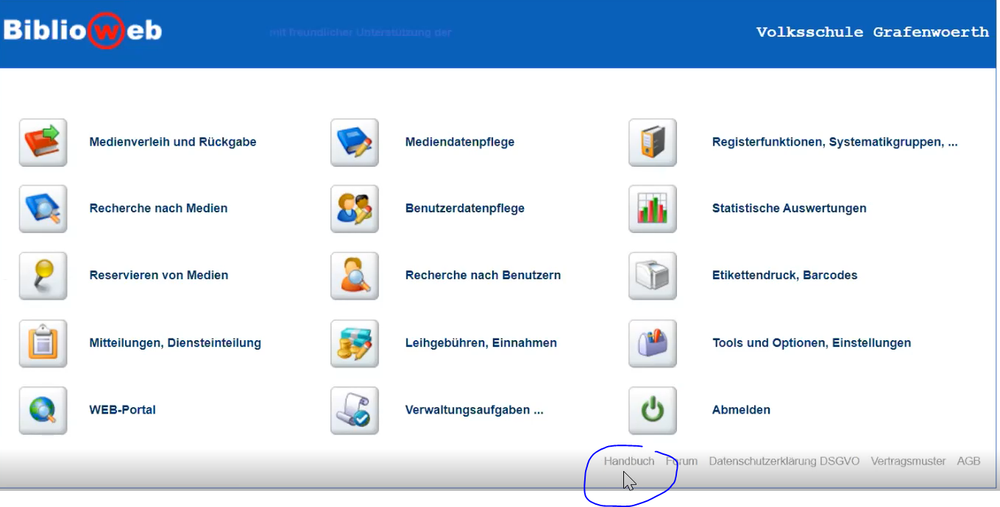 BiblioWeb
mit freundlicher Unterstützung der
Volksschule Grafenwoerth
Medienverleih und Rückgabe
Mediendatenpflege
Registerfunktionen, Systematikgruppen, ...
Recherche nach Medien
Benutzerdatenpflege
Statistische Auswertungen
Reservieren von Medien
Recherche nach Benutzern
Etikettendruck, Barcodes
Mitteilungen, Diensteinteilung
Leihgebühren, Einnahmen
Tools und Optionen, Einstellungen
WEB-Portal
Verwaltungsaufgaben ...
Abmelden
Handbuch Forum Datenschutzerklärung DSGVO Vertragsmuster AGB